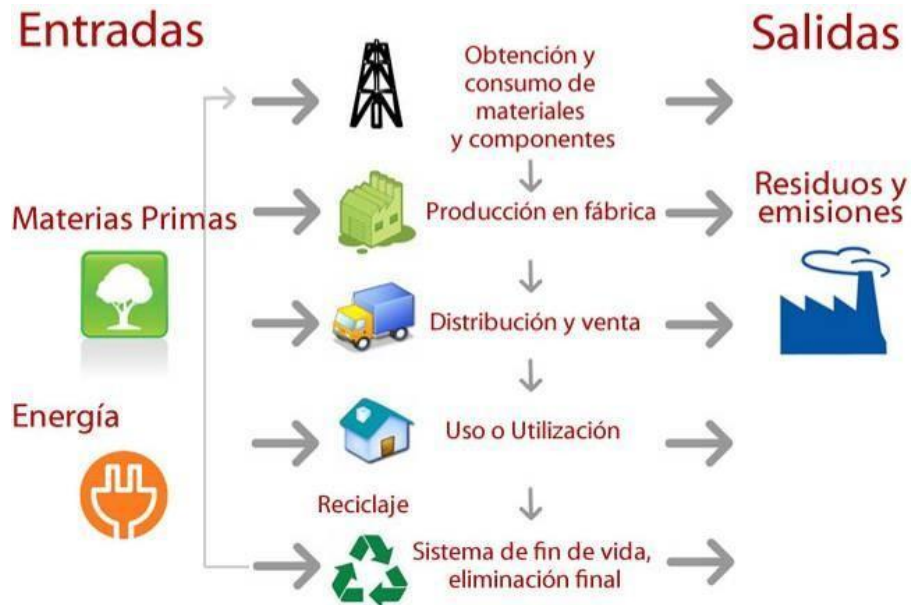 Entradas
Salidas
Obtención y
consumo de
materiales
y componentes
Materias Primas
Producción en fábrica
Residuos y
emisiones
Distribución y venta
Energía
Uso o Utilización
Reciclaje
Sistema de fin de vida,
eliminación final